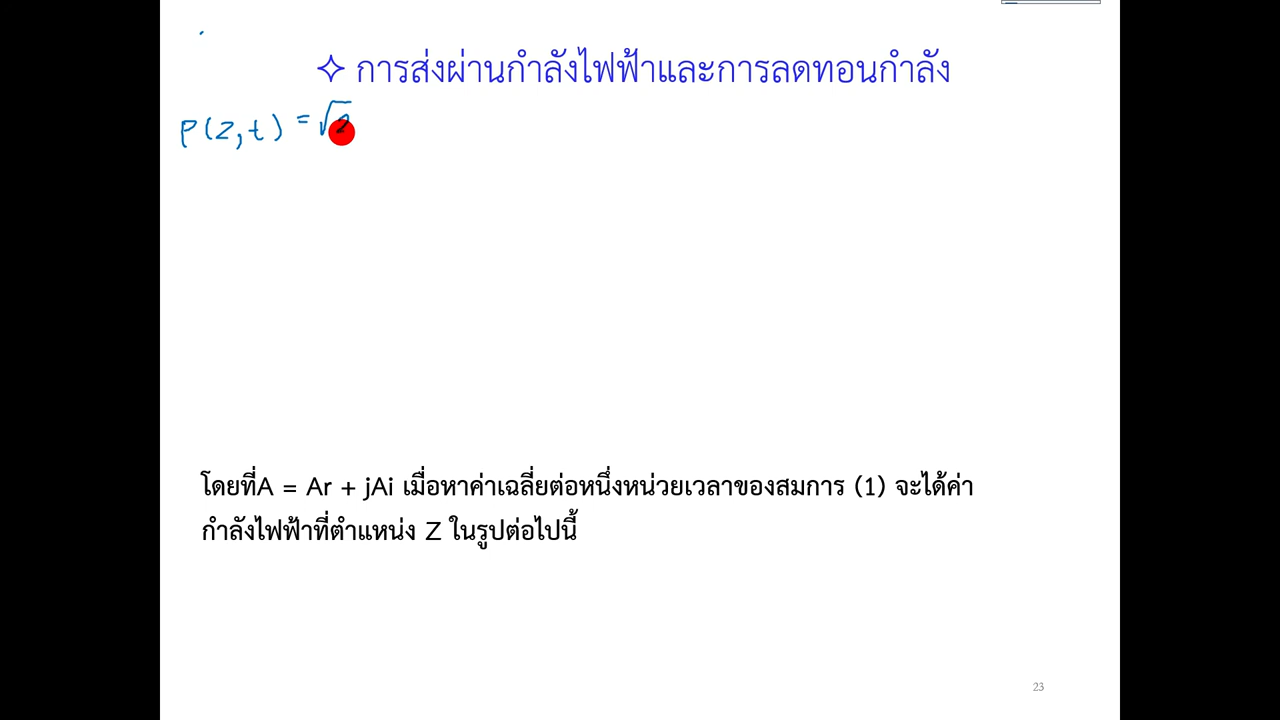 ✧ การส่งผ่านกำลังไฟฟ้าและการลดทอนกำลัง
P(z,t) = √2
โดยที่A = Ar + jAi เมื่อหาค่าเฉลี่ยต่อหนึ่งหน่วยเวลาของสมการ (1) จะได้ค่า
กำลังไฟฟ้าที่ตำแหน่ง Z ในรูปต่อไปนี้
23